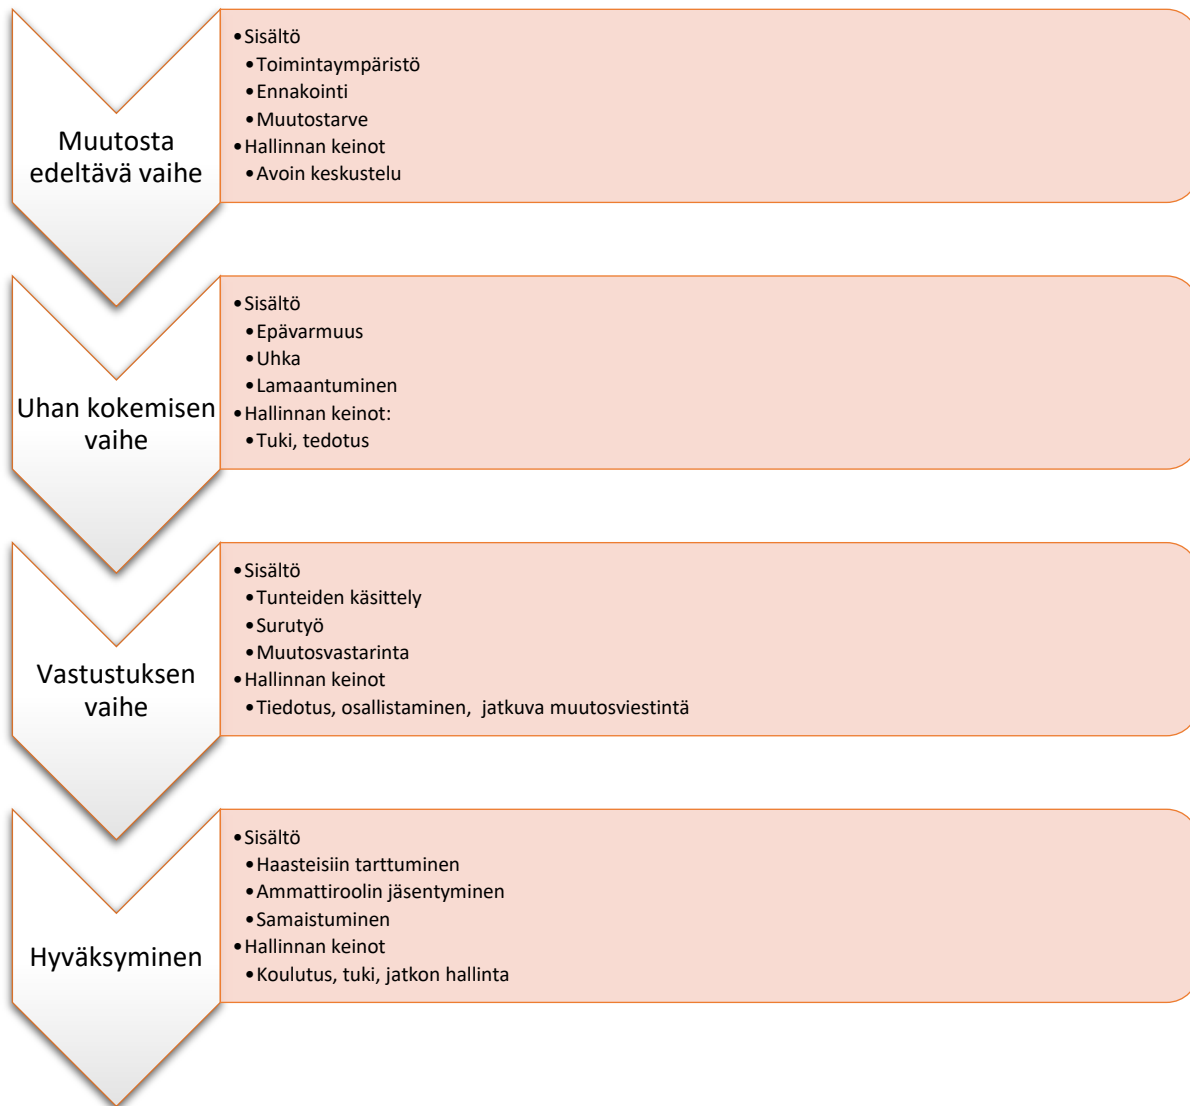 Muutosta
edeltävä vaihe
•Sisältö
•Toimintaympäristö
•Ennakointi
•Muutostarve
•Hallinnan keinot
•Avoin keskustelu
Uhan kokemisen
vaihe
•Sisältö
•Epävarmuus
•Uhka
•Lamaantuminen
•Hallinnan keinot:
•Tuki, tedotus
Vastustuksen
vaihe
•Sisältö
•Tunteiden käsittely
•Surutyö
•Muutosvastarinta
•Hallinnan keinot
•Tiedotus, osallistaminen, jatkuva muutosviestintä
Hyväksyminen
•Sisältö
•Haasteisiin tarttuminen
•Ammattiroolin jäsentyminen
•Samaistuminen
•Hallinnan keinot
•Koulutus, tuki, jatkon hallinta